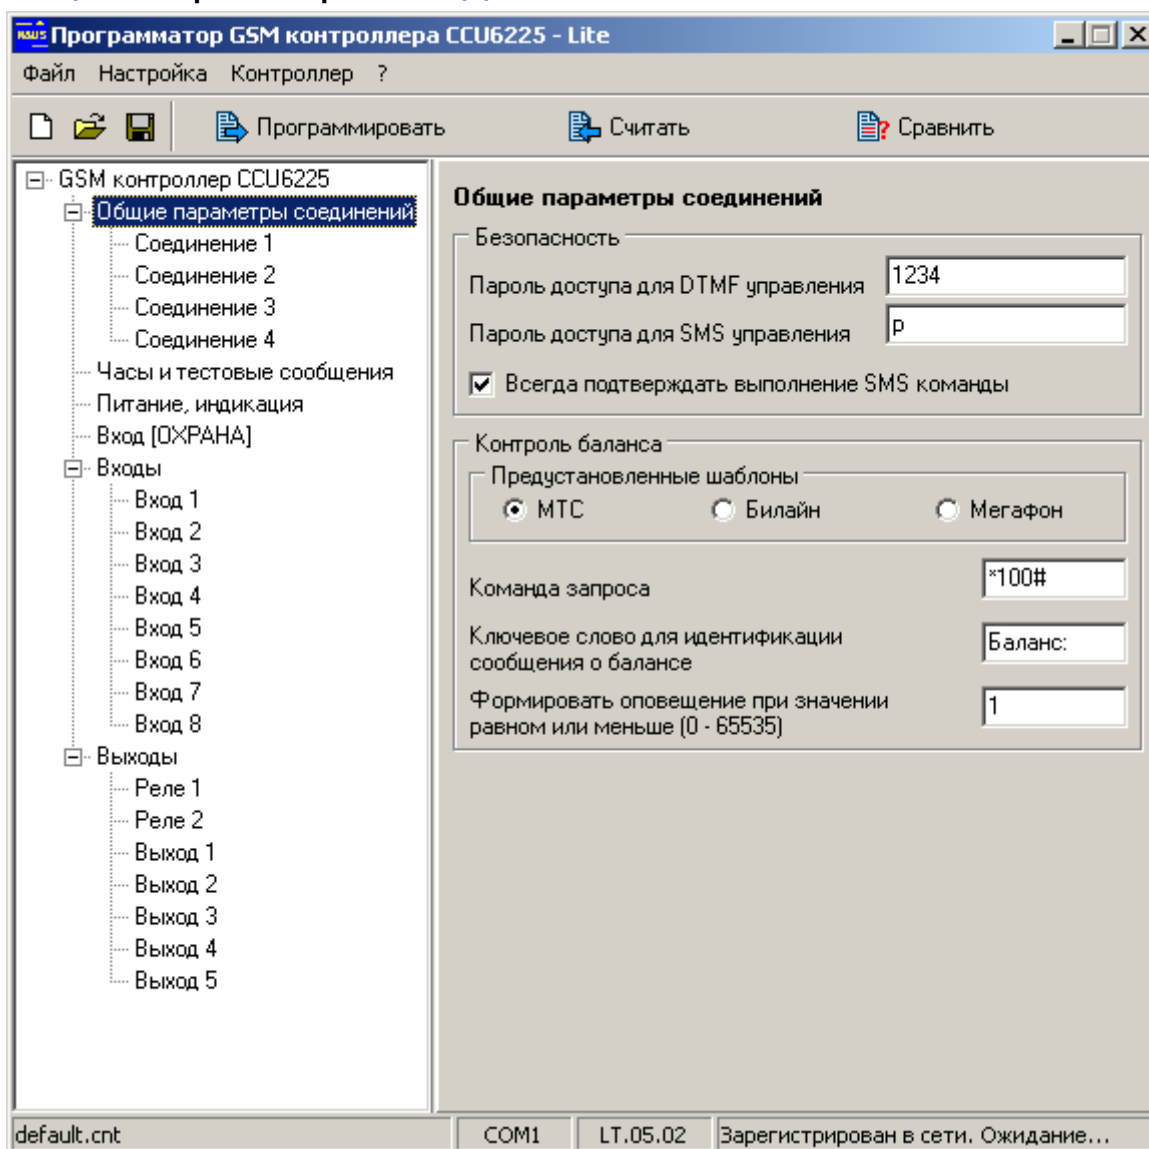 Программатор GSM контроллера CCU6225 - Lite
Файл Настройка Контроллер ?
Программировать Считать Сравнить
GSM контроллер CCU6225
Общие параметры соединений
Соединение 1
Соединение 2
Соединение 3
Соединение 4
Часы и тестовые сообщения
Питание, индикация
Вход [ОХРАНА]
Входы
Вход 1
Вход 2
Вход 3
Вход 4
Вход 5
Вход 6
Вход 7
Вход 8
Выходы
Реле 1
Реле 2
Выход 1
Выход 2
Выход 3
Выход 4
Выход 5
Общие параметры соединений
Безопасность
Пароль доступа для DTMF управления 1234
Пароль доступа для SMS управления p
Всегда подтверждать выполнение SMS команды
Контроль баланса
Предустановленные шаблоны
МТС Билайн Мегафон
Команда запроса *100#
Ключевое слово для идентификации
сообщения о балансе Баланс:
Формировать оповещение при значении
равном или меньше (0 - 65535) 1
default.cnt COM1 LT.05.02 Зарегистрирован в сети. Ожидание...